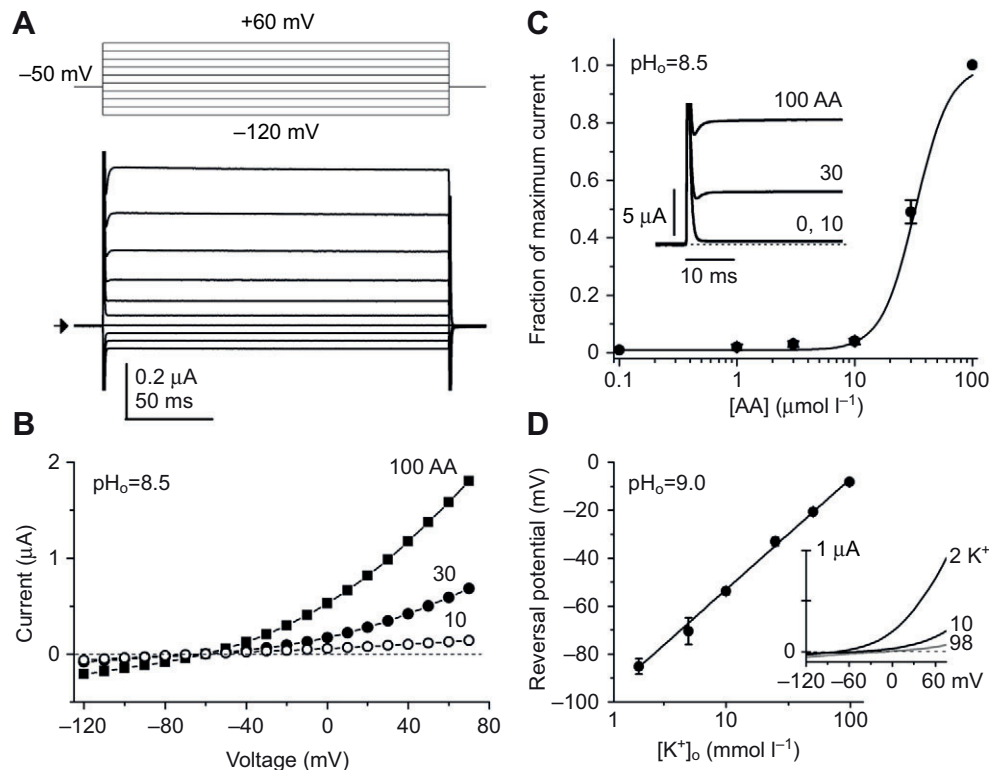 A
+60 mV
–50 mV
–120 mV
0.2 µA
50 ms
B
pHo=8.5
100 AA
30
10
2
1
0
Current (µA)
–120
–80
–40
0
40
80
Voltage (mV)
C
pHo=8.5
100 AA
30
0, 10
5 µA
10 ms
1.0
0.8
0.6
0.4
0.2
0
Fraction of maximum current
0.1
1
10
100
[AA] (µmol l–1)
D
pHo=9.0
0
–20
–40
–60
–80
–100
Reversal potential (mV)
1 µA
2 K+
10
98
0
–120
–60
0
60 mV
1
10
100
[K+]o (mmol l–1)